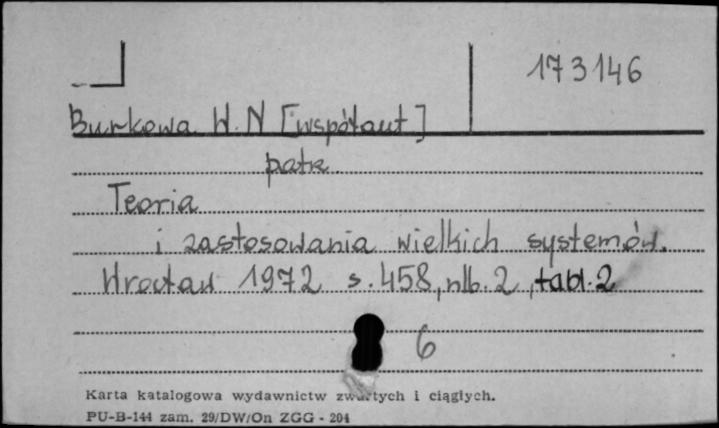 173146
Burkowa W. N [współaut]
patrz
Teoria
i zastosowania wielkich systemów.
Wrocław 1972 s. 458, nlb. 2, tabl. 2
6
Karta katalogowa wydawnictw zwartych i ciągłych.
PU-B-144 zam. 29/DW/On ZGG - 204